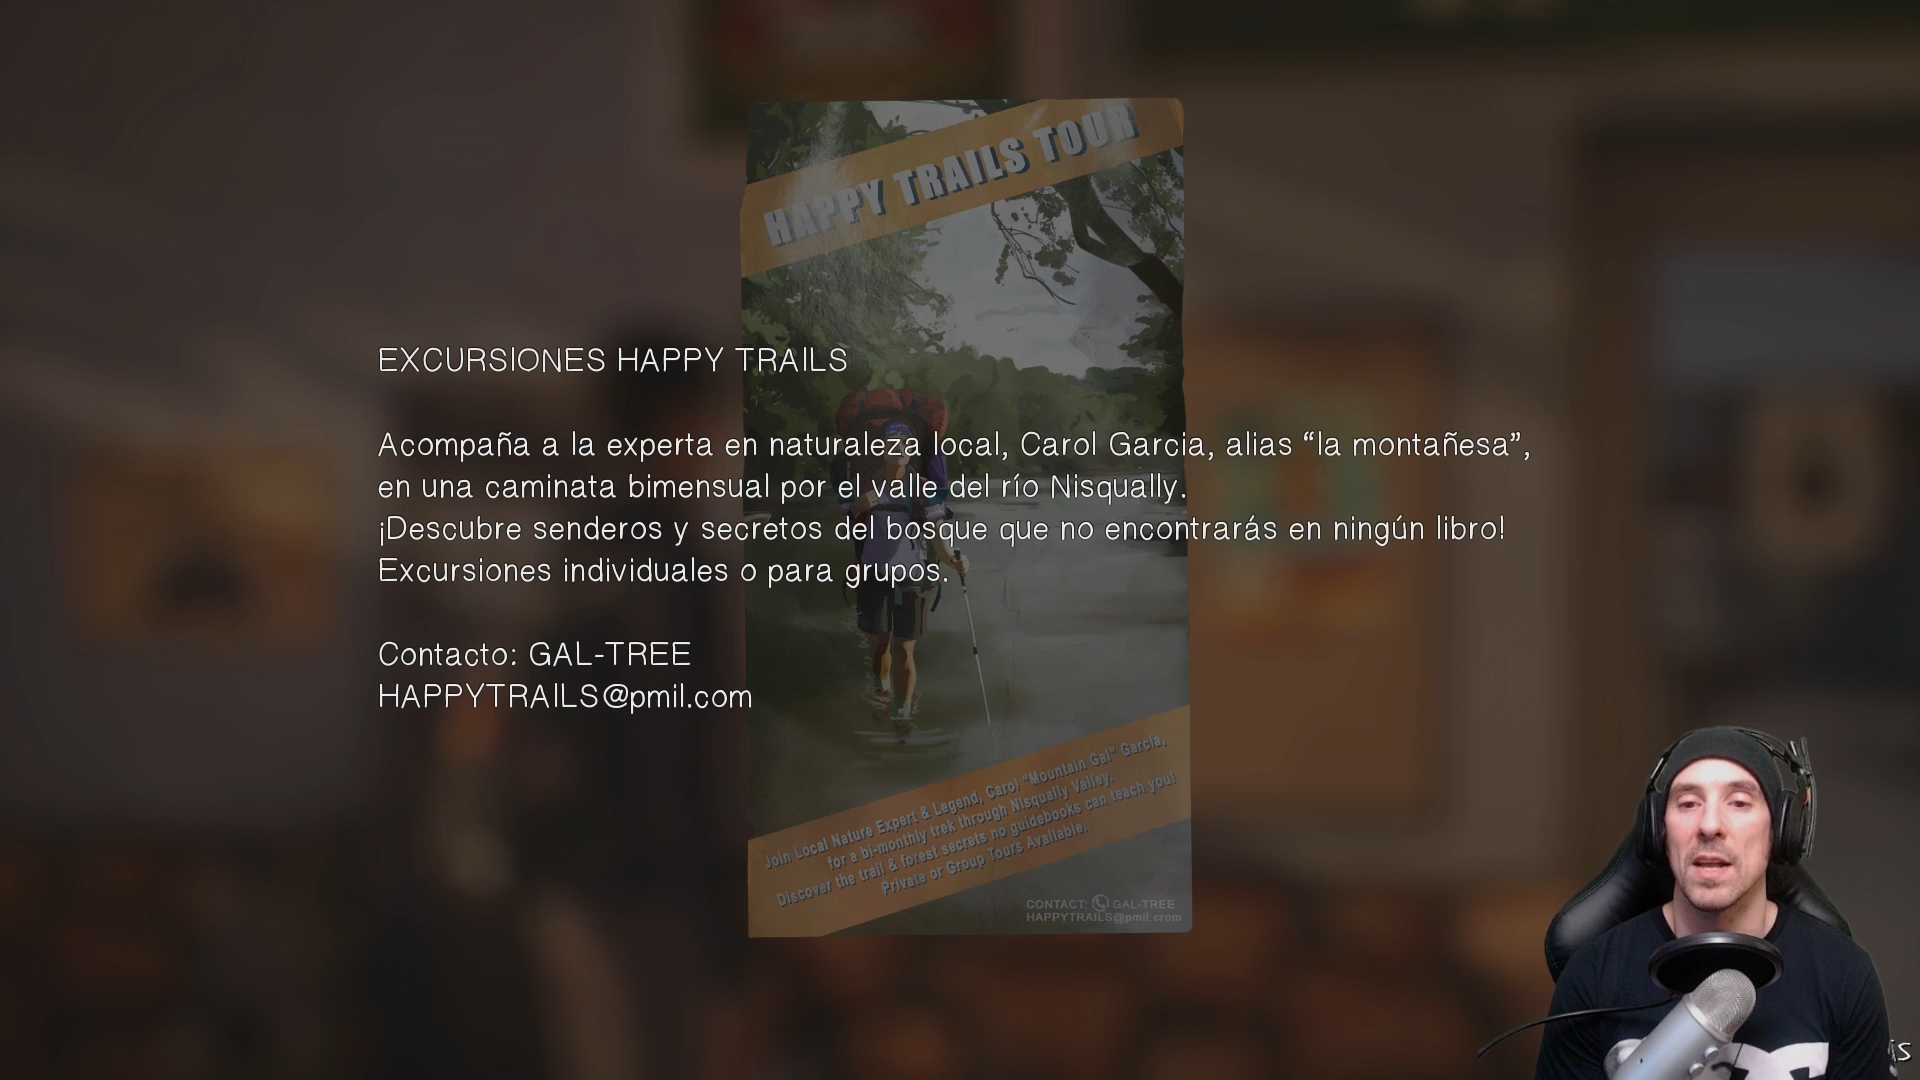 HAPPY TRAILS TOUR
EXCURSIONES HAPPY TRAILS
Acompaña a la experta en naturaleza local, Carol Garcia, alias “la montañesa”,
en una caminata bimensual por el valle del río Nisqually.
¡Descubre senderos y secretos del bosque que no encontrarás en ningún libro!
Excursiones individuales o para grupos.
Contacto: GAL-TREE
HAPPYTRAILS@pmil.com
Join Local Nature Expert & Legend, Carol "Mountain Gal" Garcia,
for a bi-monthly trek through Nisqually Valley.
Discover the trail & forest secrets no guidebooks can teach you!
Private or Group Tours Available.
CONTACT: GAL-TREE
HAPPYTRAILS@pmil.crom